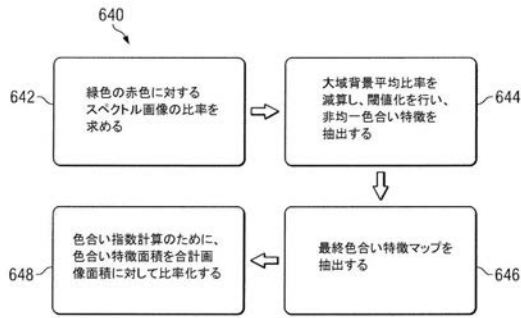 640
642
緑色の赤色に対する
スペクトル画像の比率を
求める
大域背景平均比率を
減算し、閾値化を行い、
非均一色合い特徴を
抽出する
644
最終色合い特徴マップを
抽出する
646
色合い指数計算のために、
色合い特徴面積を合計画
像面積に対して比率化する
648